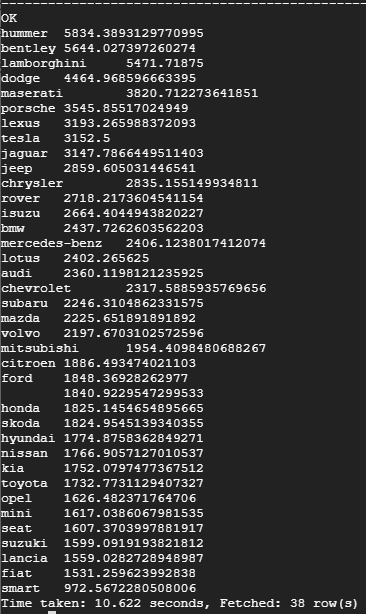 OK
hummer 5834.3893129770995
bentley 5644.027397260274
lamborghini 5471.71875
dodge 4464.968596663395
maserati 3820.712273641851
porsche 3545.85517024949
lexus 3193.265988372093
tesla 3152.5
jaguar 3147.7866449511403
jeep 2859.605031446541
chrysler 2835.155149934811
rover 2718.2173604541154
isuzu 2664.4044943820227
bmw 2437.7262603562203
mercedes-benz 2406.1238017412074
lotus 2402.265625
audi 2360.1198121235925
chevrolet 2317.5885935769656
subaru 2246.3104862331575
mazda 2225.651891891892
volvo 2197.6703102572596
mitsubishi 1954.4098480688267
citroen 1886.493474021103
ford 1848.36928262977
1840.9229547299533
honda 1825.1454654895665
skoda 1824.9545139340355
hyundai 1774.8758362849271
nissan 1766.9057127010537
kia 1752.0797477367512
toyota 1732.7731129407327
opel 1626.482371764706
mini 1617.0386067981535
seat 1607.3703997881917
suzuki 1599.0919193821812
lancia 1559.0282728948987
fiat 1531.259623992838
smart 972.5672280508006
Time taken: 10.622 seconds, Fetched: 38 row(s)